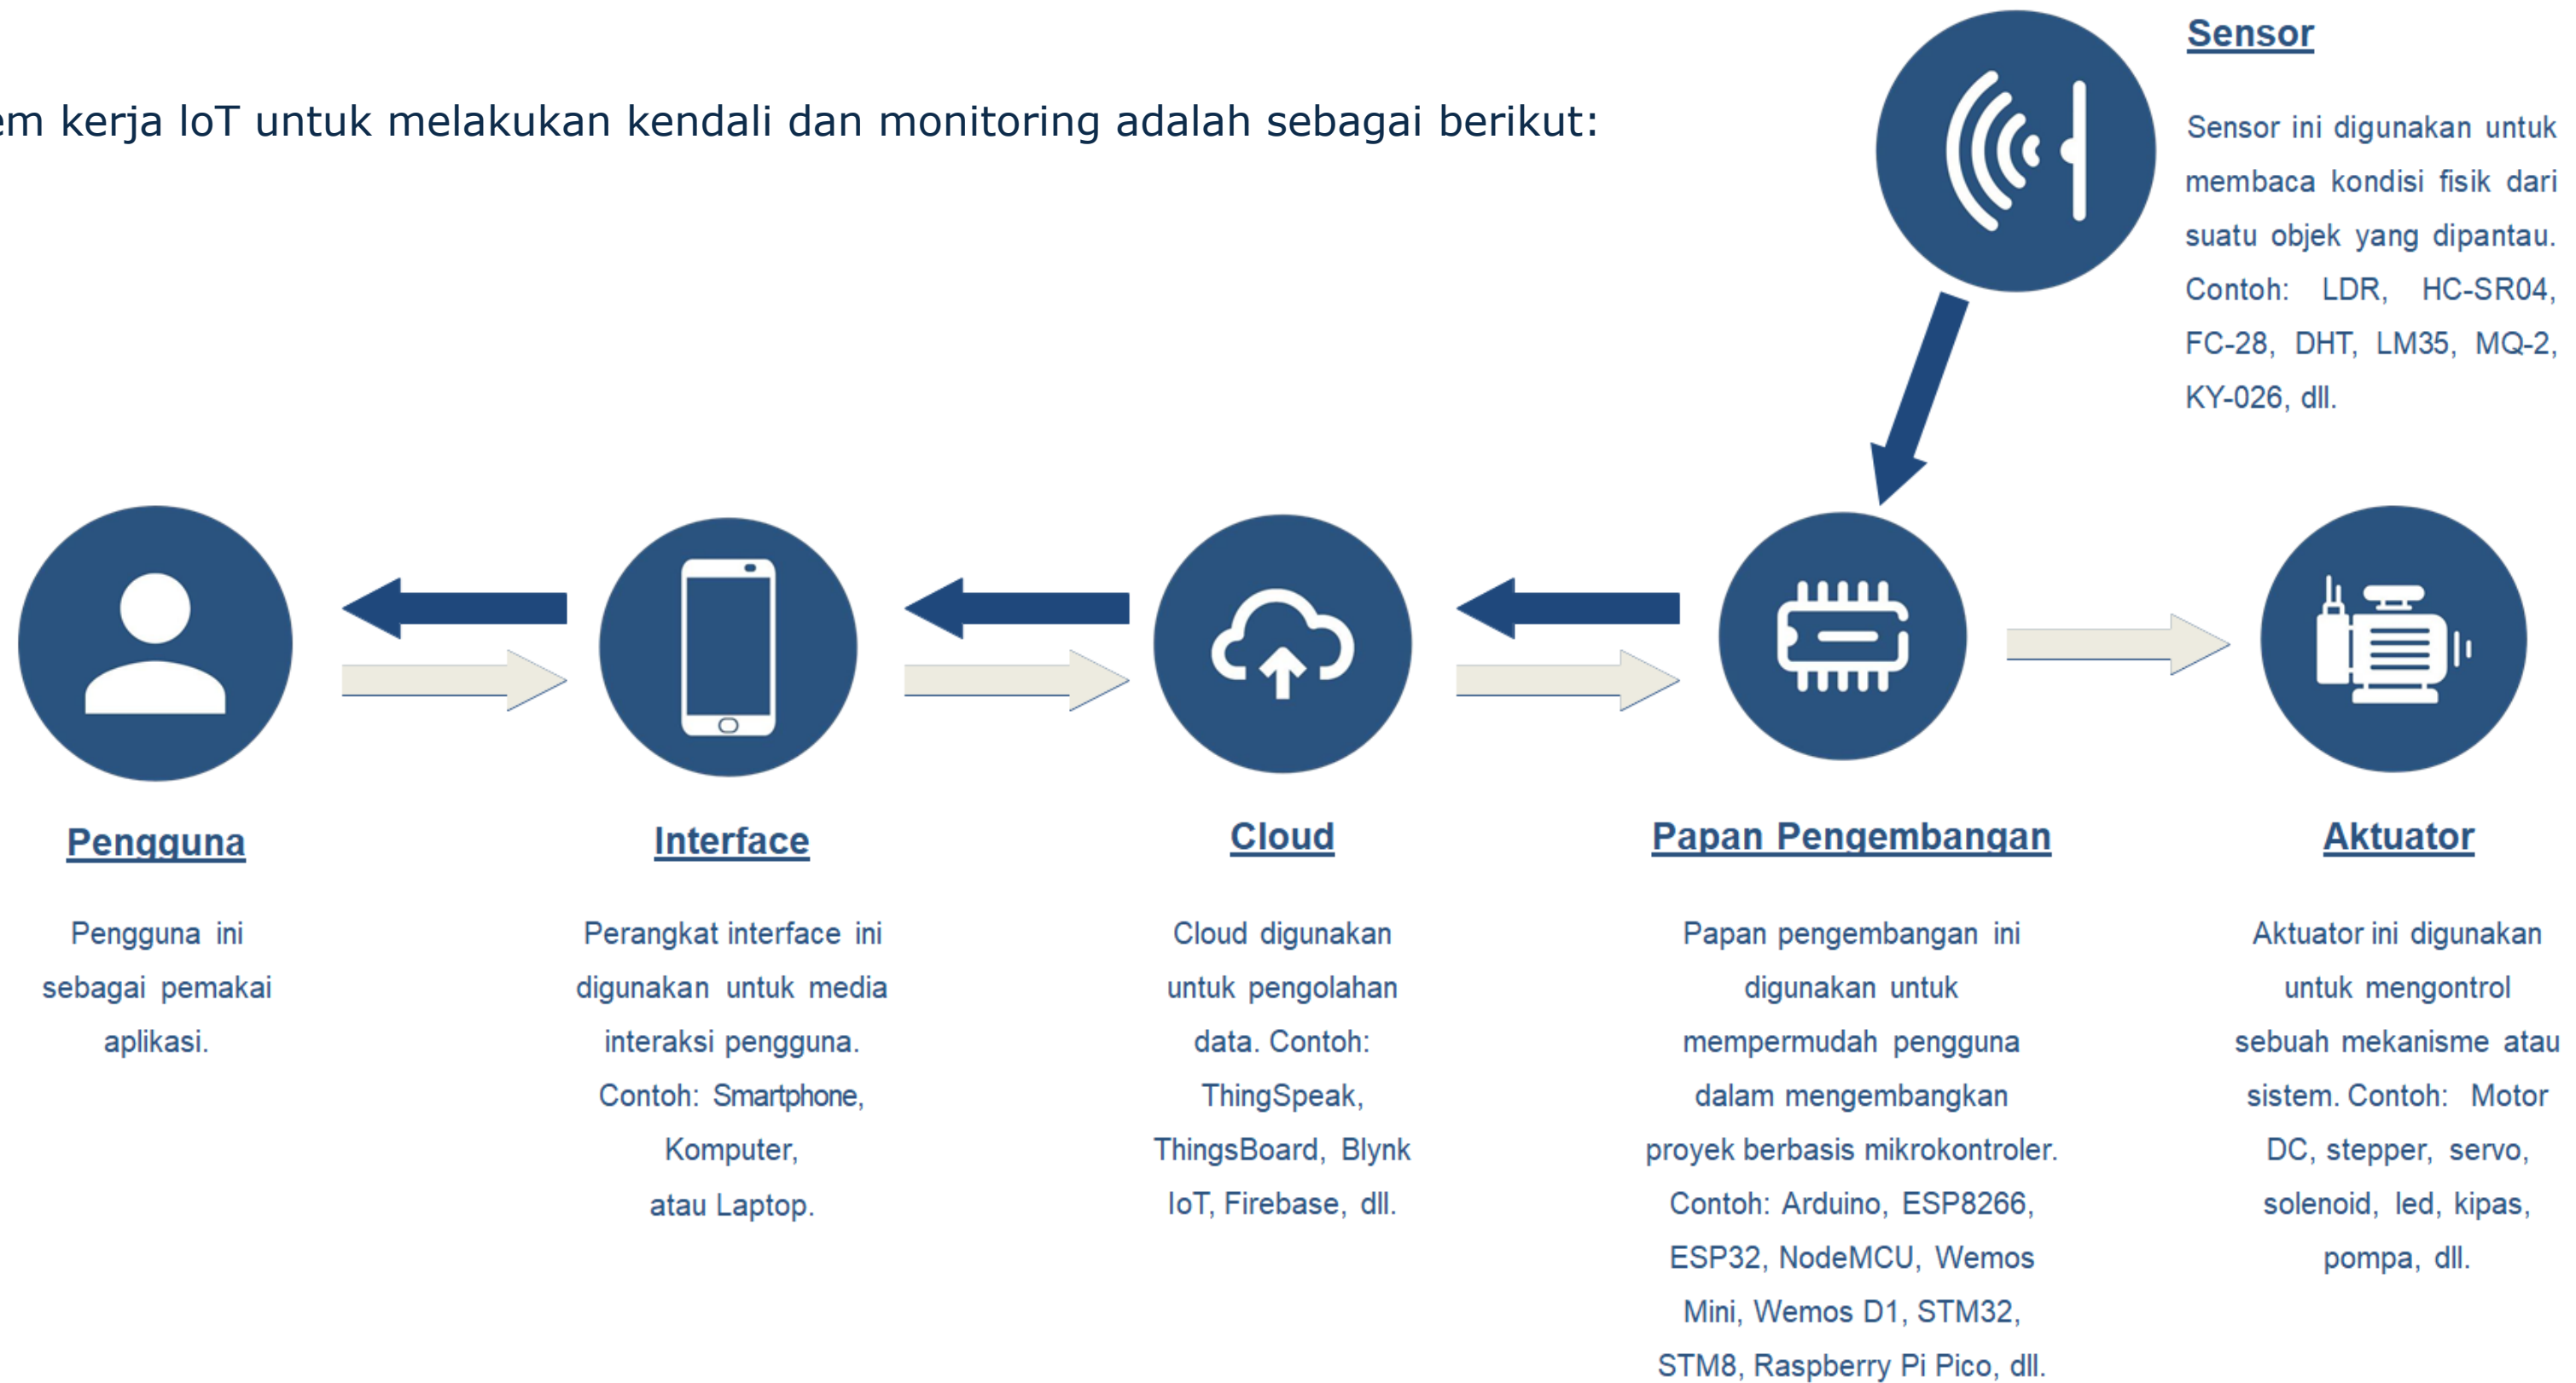 em kerja IoT untuk melakukan kendali dan monitoring adalah sebagai berikut:
Sensor
Sensor ini digunakan untuk
membaca kondisi fisik dari
suatu objek yang dipantau.
Contoh: LDR, HC-SR04,
FC-28, DHT, LM35, MQ-2,
KY-026, dll.
Pengguna
Pengguna ini
sebagai pemakai
aplikasi.
Interface
Perangkat interface ini
digunakan untuk media
interaksi pengguna.
Contoh: Smartphone,
Komputer,
atau Laptop.
Cloud
Cloud digunakan
untuk pengolahan
data. Contoh:
ThingSpeak,
ThingsBoard, Blynk
IoT, Firebase, dll.
Papan Pengembangan
Papan pengembangan ini
digunakan untuk
mempermudah pengguna
dalam mengembangkan
proyek berbasis mikrokontroler.
Contoh: Arduino, ESP8266,
ESP32, NodeMCU, Wemos
Mini, Wemos D1, STM32,
STM8, Raspberry Pi Pico, dll.
Aktuator
Aktuator ini digunakan
untuk mengontrol
sebuah mekanisme atau
sistem. Contoh: Motor
DC, stepper, servo,
solenoid, led, kipas,
pompa, dll.